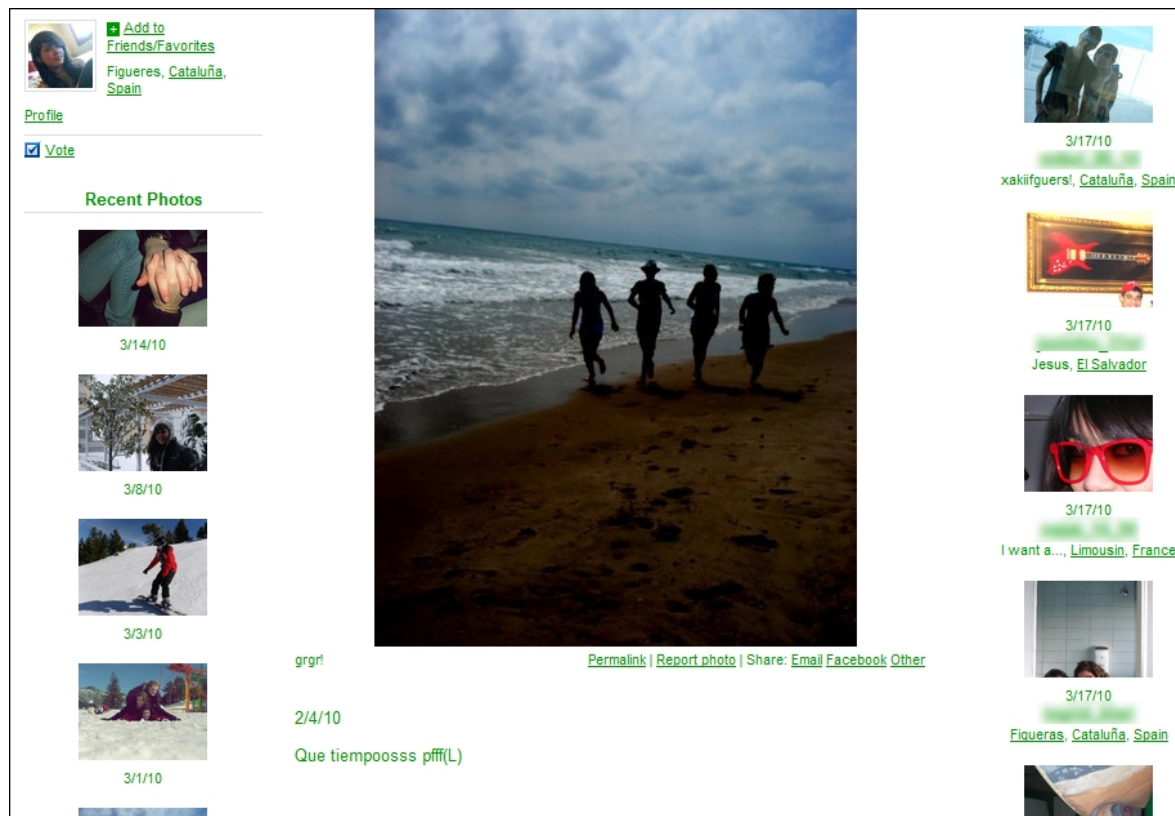 Add to
Friends/Favorites
Figueres, Cataluña,
Spain
Profile
Vote
Recent Photos
3/14/10
3/8/10
3/3/10
3/1/10
grgr!
Permalink | Report photo | Share: Email Facebook Other
2/4/10
Que tiempoosss pfff(L)
3/17/10
xakiifguers!, Cataluña, Spain
3/17/10
Jesus, El Salvador
3/17/10
I want a..., Limousin, France
3/17/10
Figueras, Cataluña, Spain